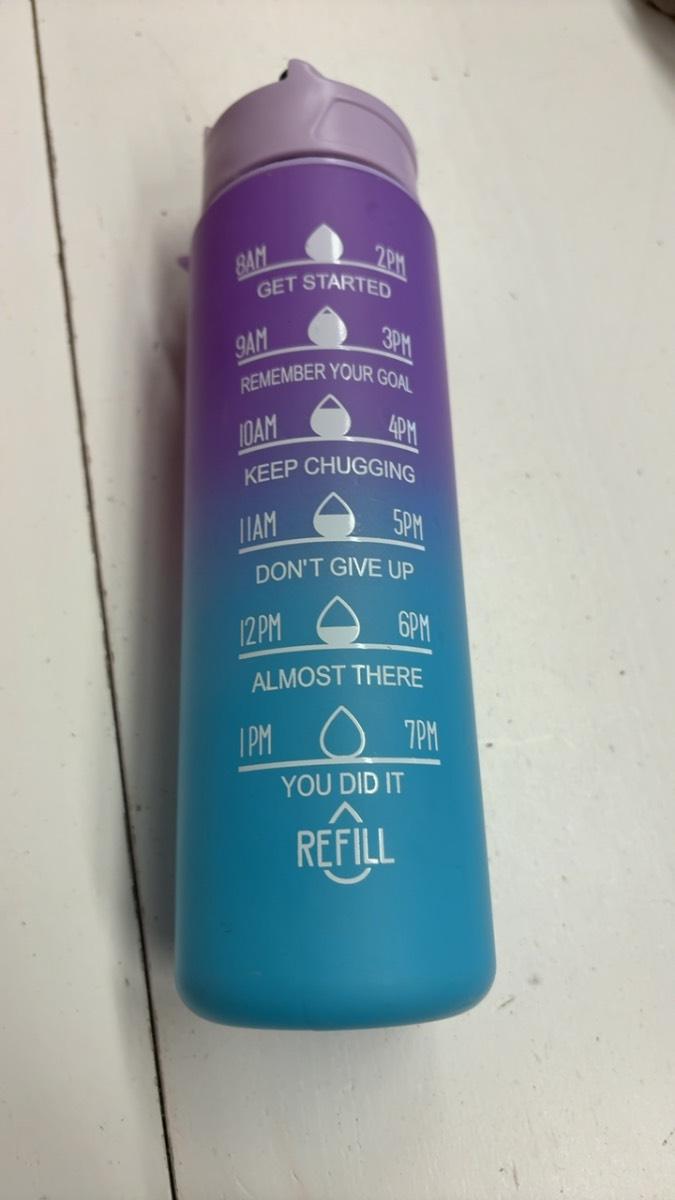 8AM 2PM
GET STARTED
9AM 3PM
REMEMBER YOUR GOAL
10AM 4PM
KEEP CHUGGING
11AM 5PM
DON'T GIVE UP
12PM 6PM
ALMOST THERE
1PM 7PM
YOU DID IT
REFILL